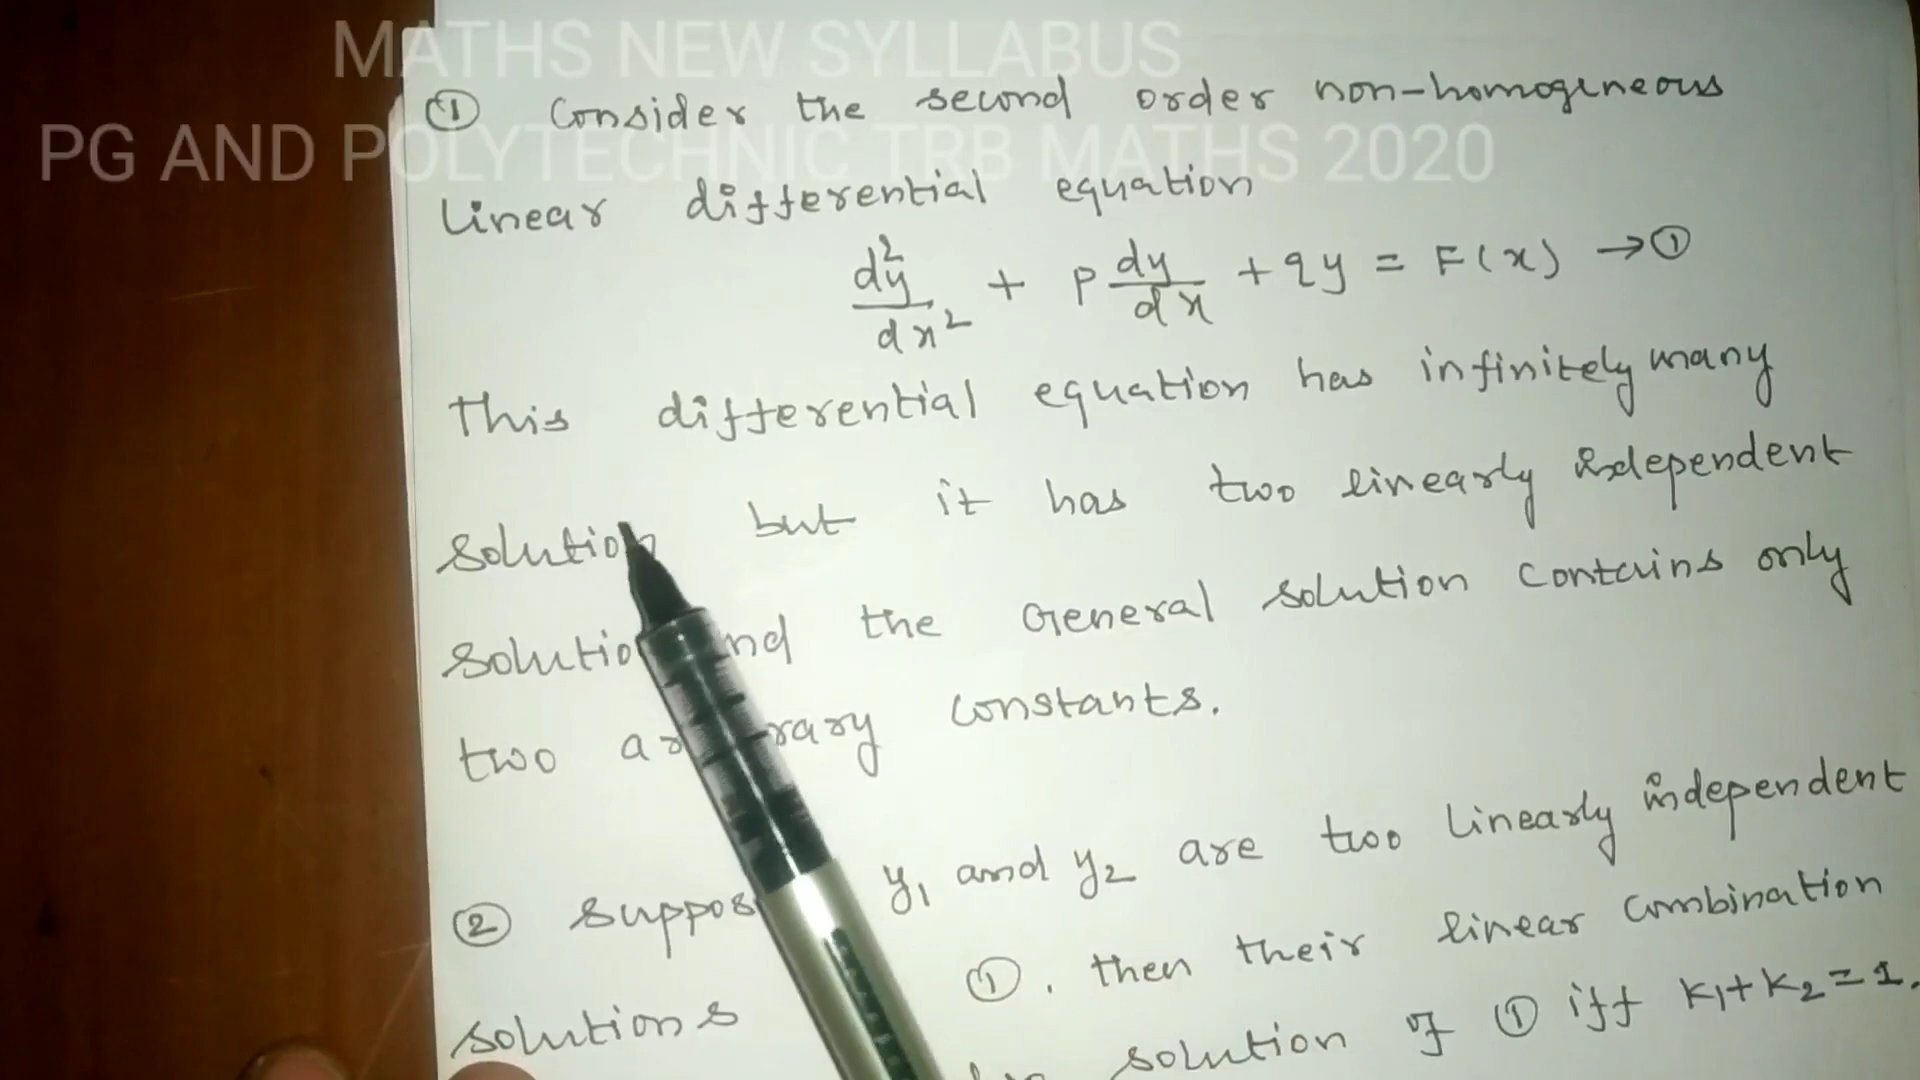 MATHS NEW SYLLABUS
PG AND POLYTECHNIC TRB MATHS 2020
① Consider the second order non-homogeneous
linear differential equation
d²y/dx² + p dy/dx + qy = F(x) → ①
This differential equation has infinitely many
solution but it has two linearly independent
solution and the General solution contains only
two constants.
② Suppose y₁ and y₂ are two linearly independent
solutions ①, then their linear combination
solution of ① iff K₁+K₂=1.